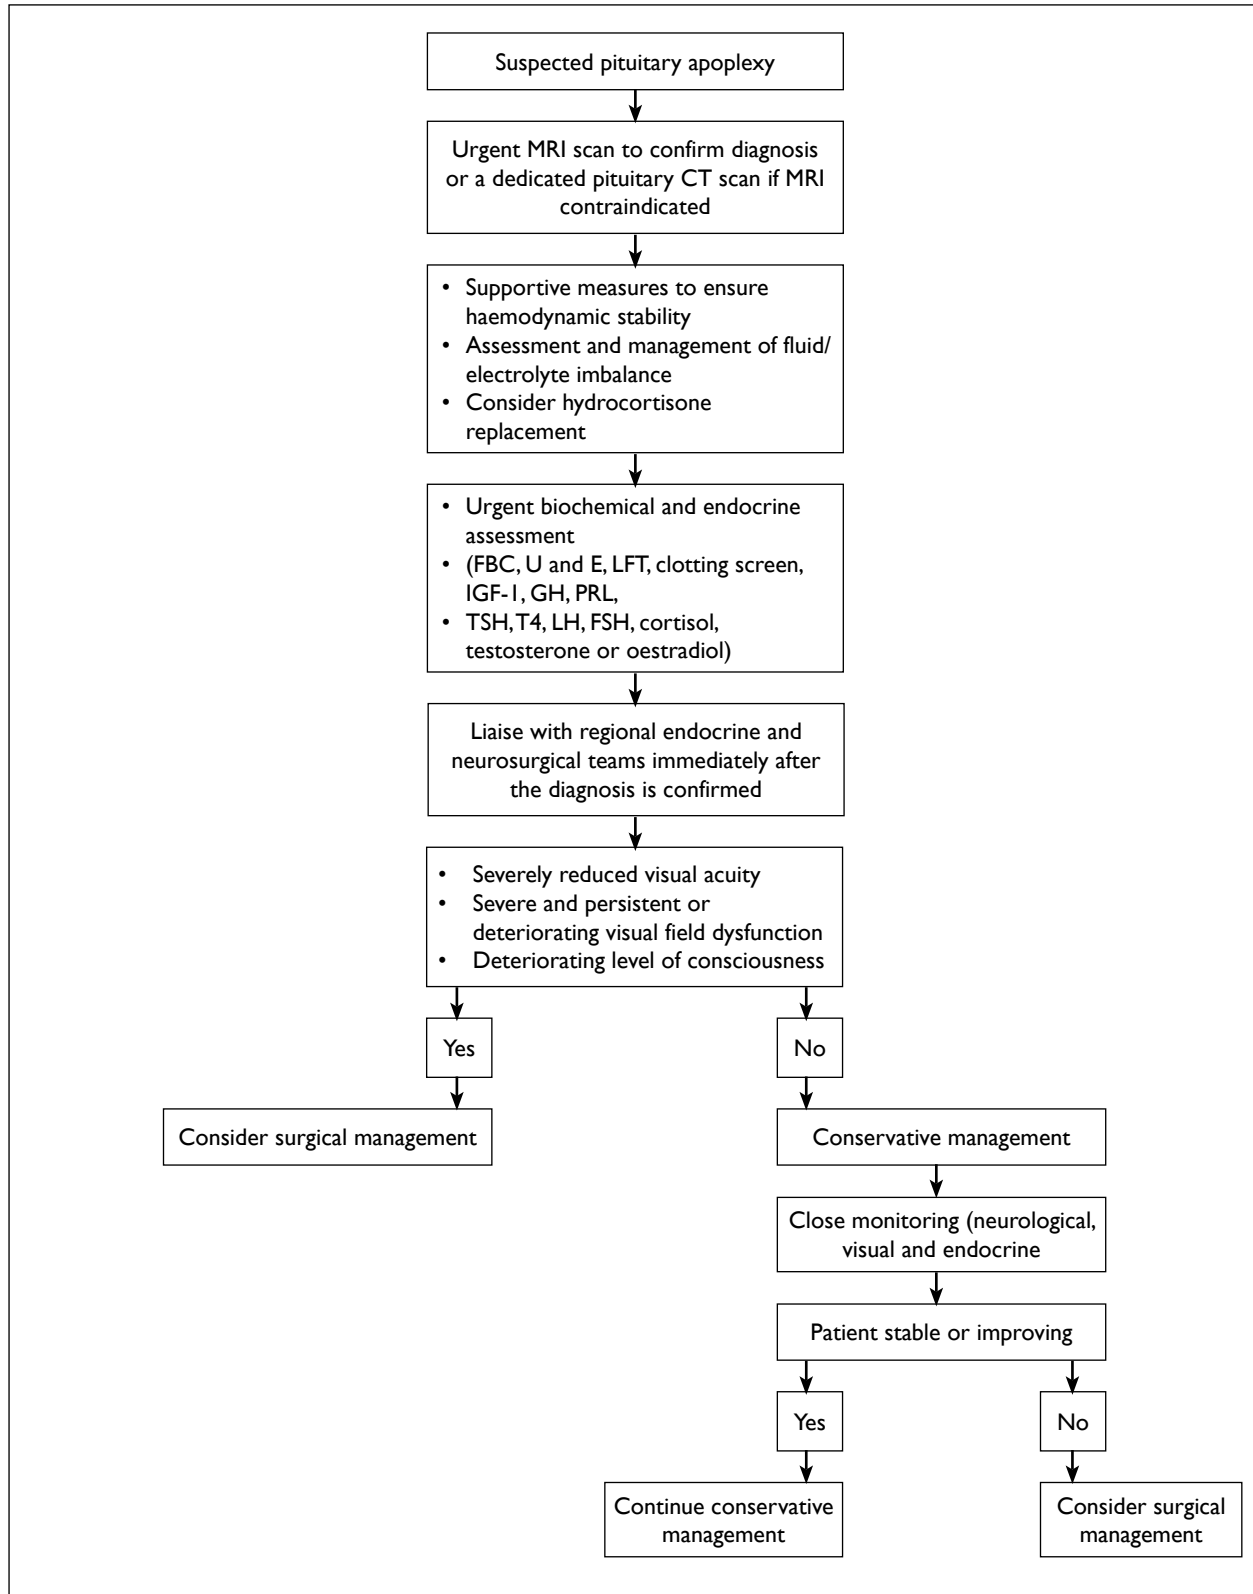 Suspected pituitary apoplexy
Urgent MRI scan to confirm diagnosis
or a dedicated pituitary CT scan if MRI
contraindicated
• Supportive measures to ensure
haemodynamic stability
• Assessment and management of fluid/
electrolyte imbalance
• Consider hydrocortisone
replacement
• Urgent biochemical and endocrine
assessment
• (FBC, U and E, LFT, clotting screen,
IGF-1, GH, PRL,
• TSH, T4, LH, FSH, cortisol,
testosterone or oestradiol)
Liaise with regional endocrine and
neurosurgical teams immediately after
the diagnosis is confirmed
• Severely reduced visual acuity
• Severe and persistent or
deteriorating visual field dysfunction
• Deteriorating level of consciousness
Yes
No
Consider surgical management
Conservative management
Close monitoring (neurological,
visual and endocrine
Patient stable or improving
Yes
No
Continue conservative
management
Consider surgical
management